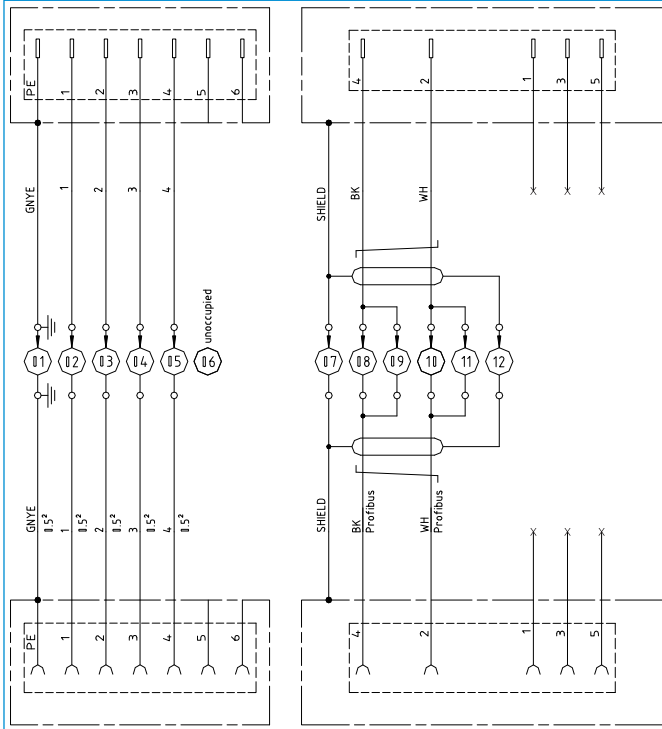 PE 1 2 3 4 5 6
4 2 1 3 5
GNYE 1 2 3 4
SHIELD BK WH
unoccupied
01 02 03 04 05 06
07 08 09 10 11 12
GNYE 1 2 3 4
0.5² 0.5² 0.5² 0.5² 0.5²
SHIELD BK WH
Profibus Profibus
PE 1 2 3 4 5 6
4 2 1 3 5